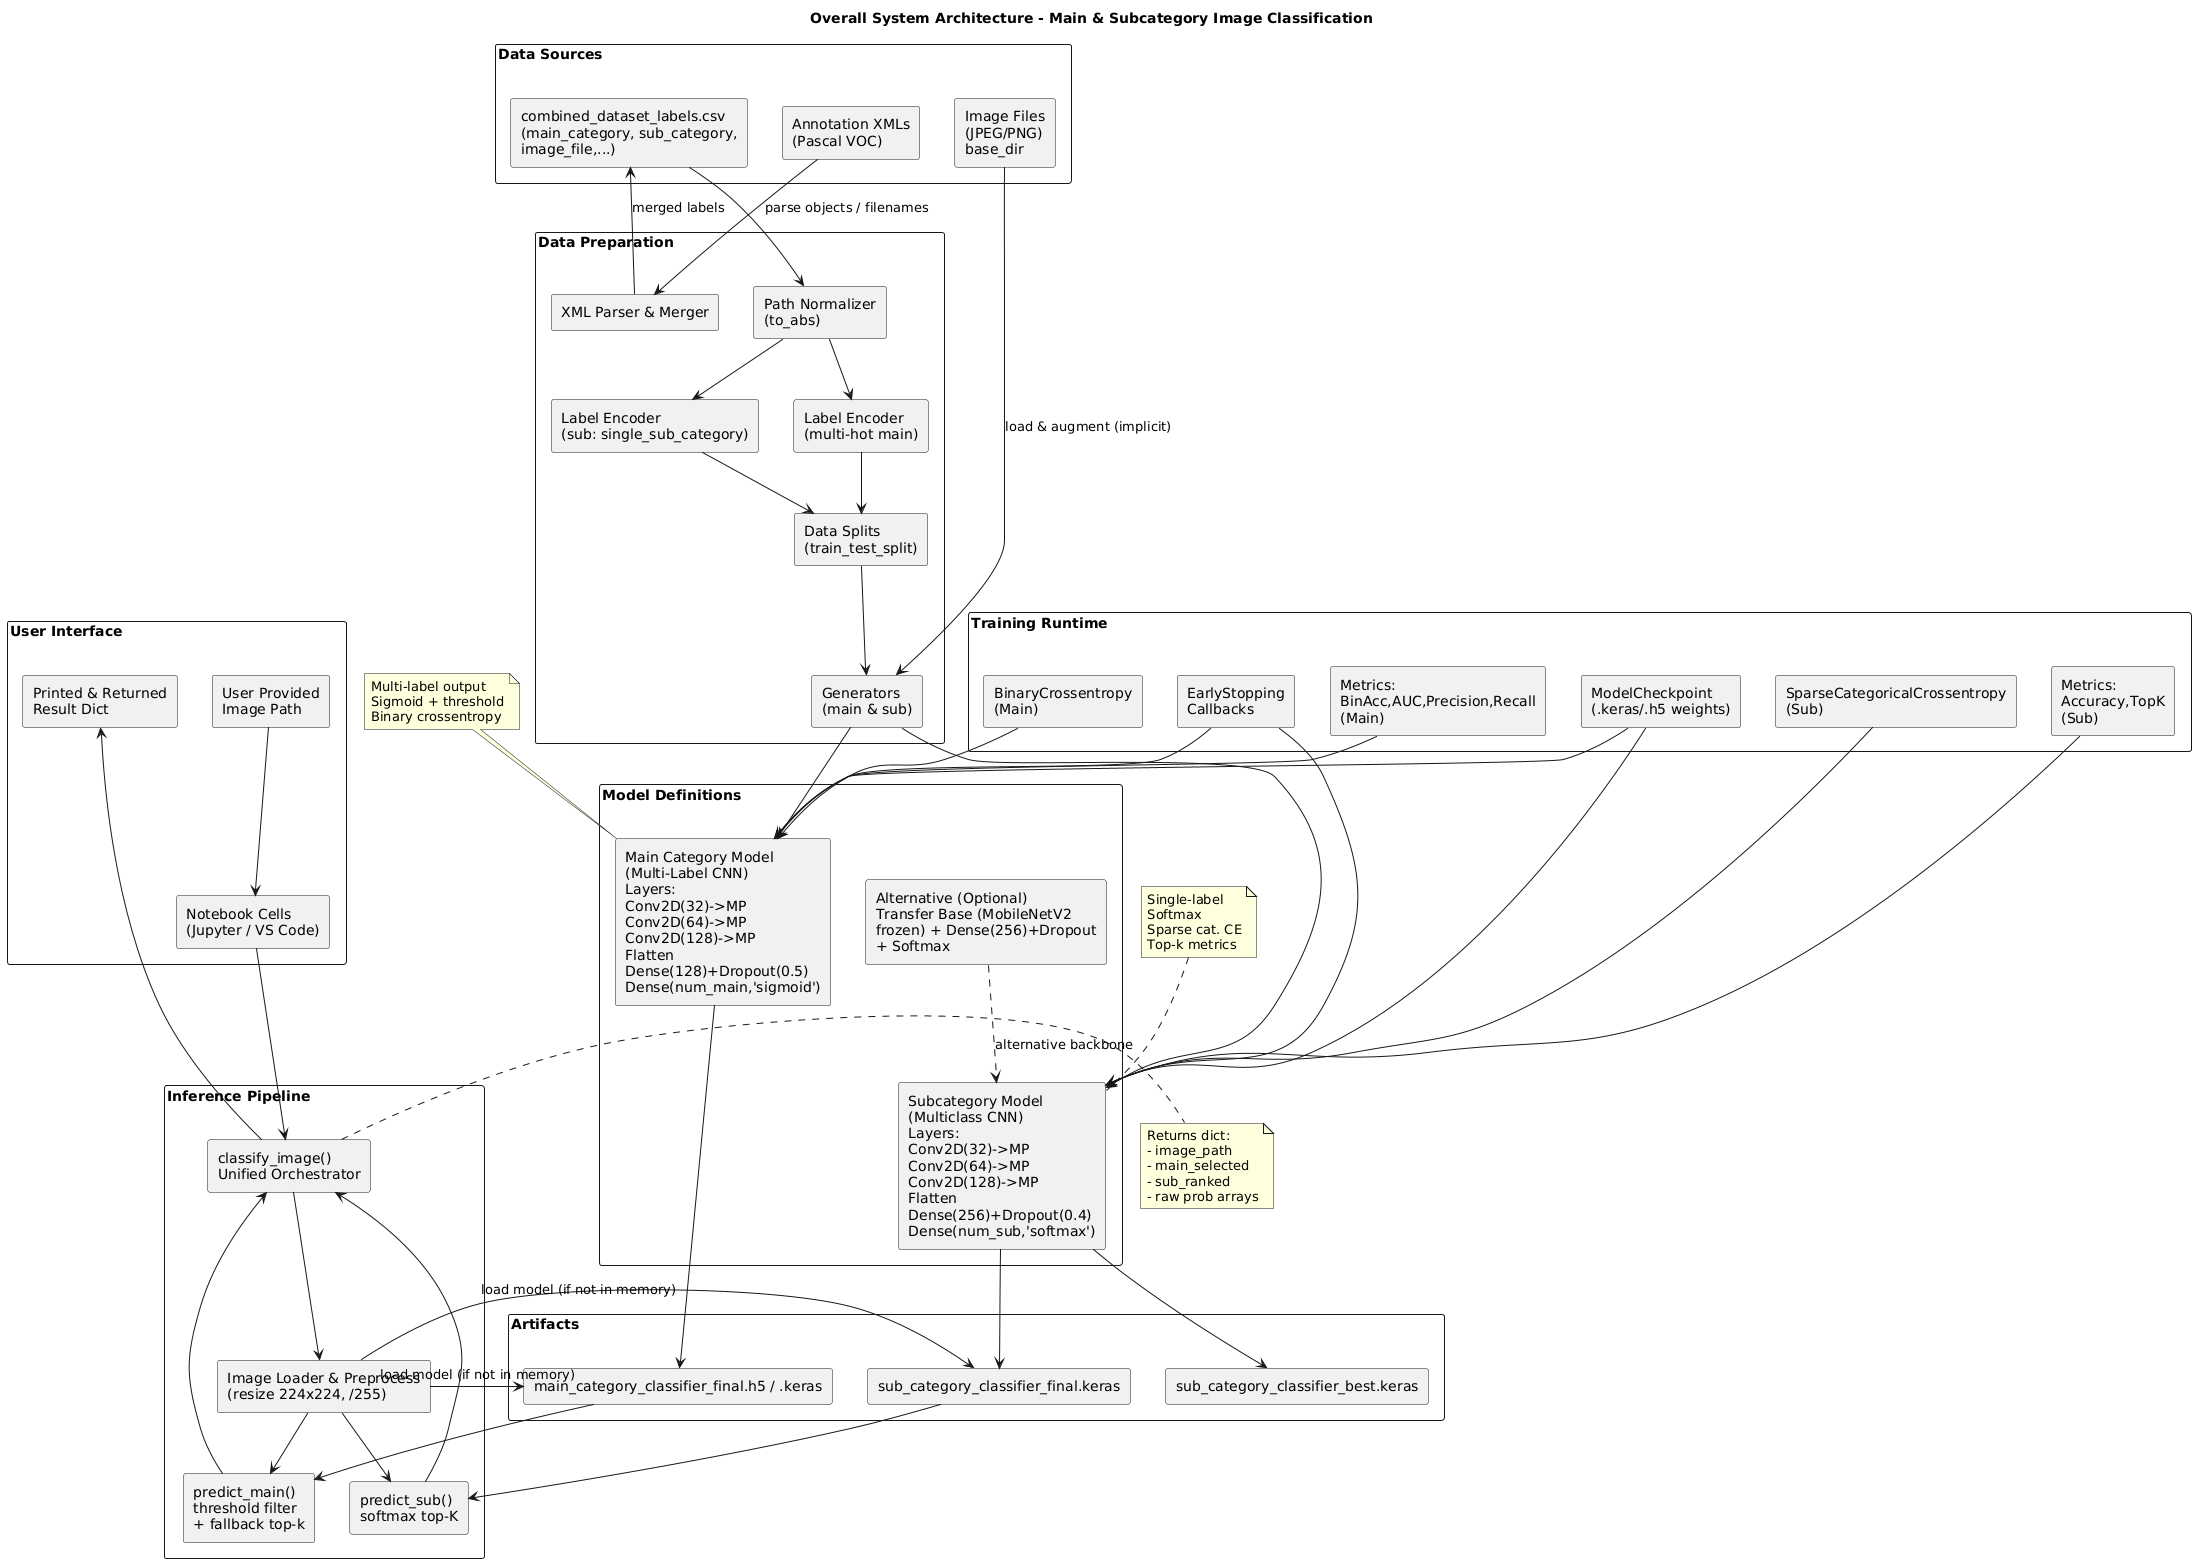 Overall System Architecture - Main & Subcategory Image Classification
Data Sources
combined_dataset_labels.csv
(main_category, sub_category,
image_file,...)
Annotation XMLs
(Pascal VOC)
Image Files
(JPEG/PNG)
base_dir
merged labels
parse objects / filenames
Data Preparation
XML Parser & Merger
Path Normalizer
(to_abs)
Label Encoder
(sub: single_sub_category)
Label Encoder
(multi-hot main)
load & augment (implicit)
Data Splits
(train_test_split)
Generators
(main & sub)
User Interface
Printed & Returned
Result Dict
User Provided
Image Path
Notebook Cells
(Jupyter / VS Code)
Multi-label output
Sigmoid + threshold
Binary crossentropy
Training Runtime
BinaryCrossentropy
(Main)
EarlyStopping
Callbacks
Metrics:
BinAcc,AUC,Precision,Recall
(Main)
ModelCheckpoint
(.keras/.h5 weights)
SparseCategoricalCrossentropy
(Sub)
Metrics:
Accuracy,TopK
(Sub)
Model Definitions
Main Category Model
(Multi-Label CNN)
Layers:
Conv2D(32)->MP
Conv2D(64)->MP
Conv2D(128)->MP
Flatten
Dense(128)+Dropout(0.5)
Dense(num_main,'sigmoid')
Alternative (Optional)
Transfer Base (MobileNetV2
frozen) + Dense(256)+Dropout
+ Softmax
Single-label
Softmax
Sparse cat. CE
Top-k metrics
alternative backbone
Subcategory Model
(Multiclass CNN)
Layers:
Conv2D(32)->MP
Conv2D(64)->MP
Conv2D(128)->MP
Flatten
Dense(256)+Dropout(0.4)
Dense(num_sub,'softmax')
Returns dict:
- image_path
- main_selected
- sub_ranked
- raw prob arrays
Inference Pipeline
classify_image()
Unified Orchestrator
load model (if not in memory)
Image Loader & Preprocess
(resize 224x224, /255)
load model (if not in memory)
predict_main()
threshold filter
+ fallback top-k
predict_sub()
softmax top-K
Artifacts
main_category_classifier_final.h5 / .keras
sub_category_classifier_final.keras
sub_category_classifier_best.keras